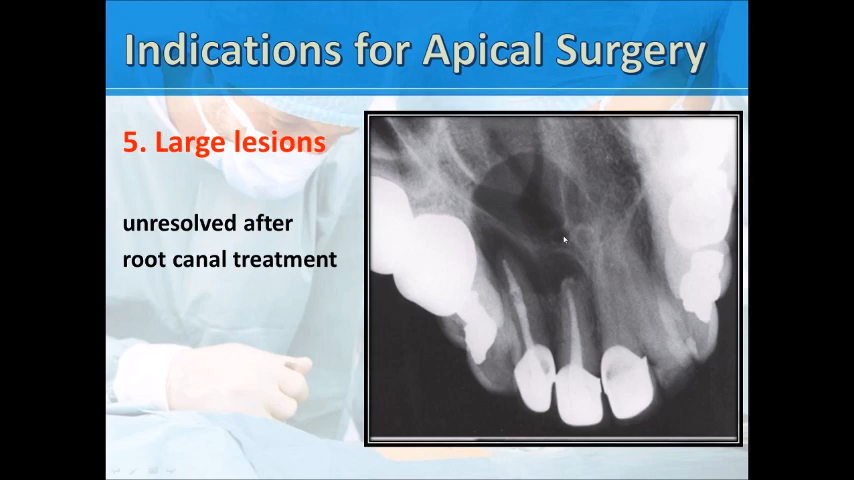 Indications for Apical Surgery
5. Large lesions
unresolved after
root canal treatment